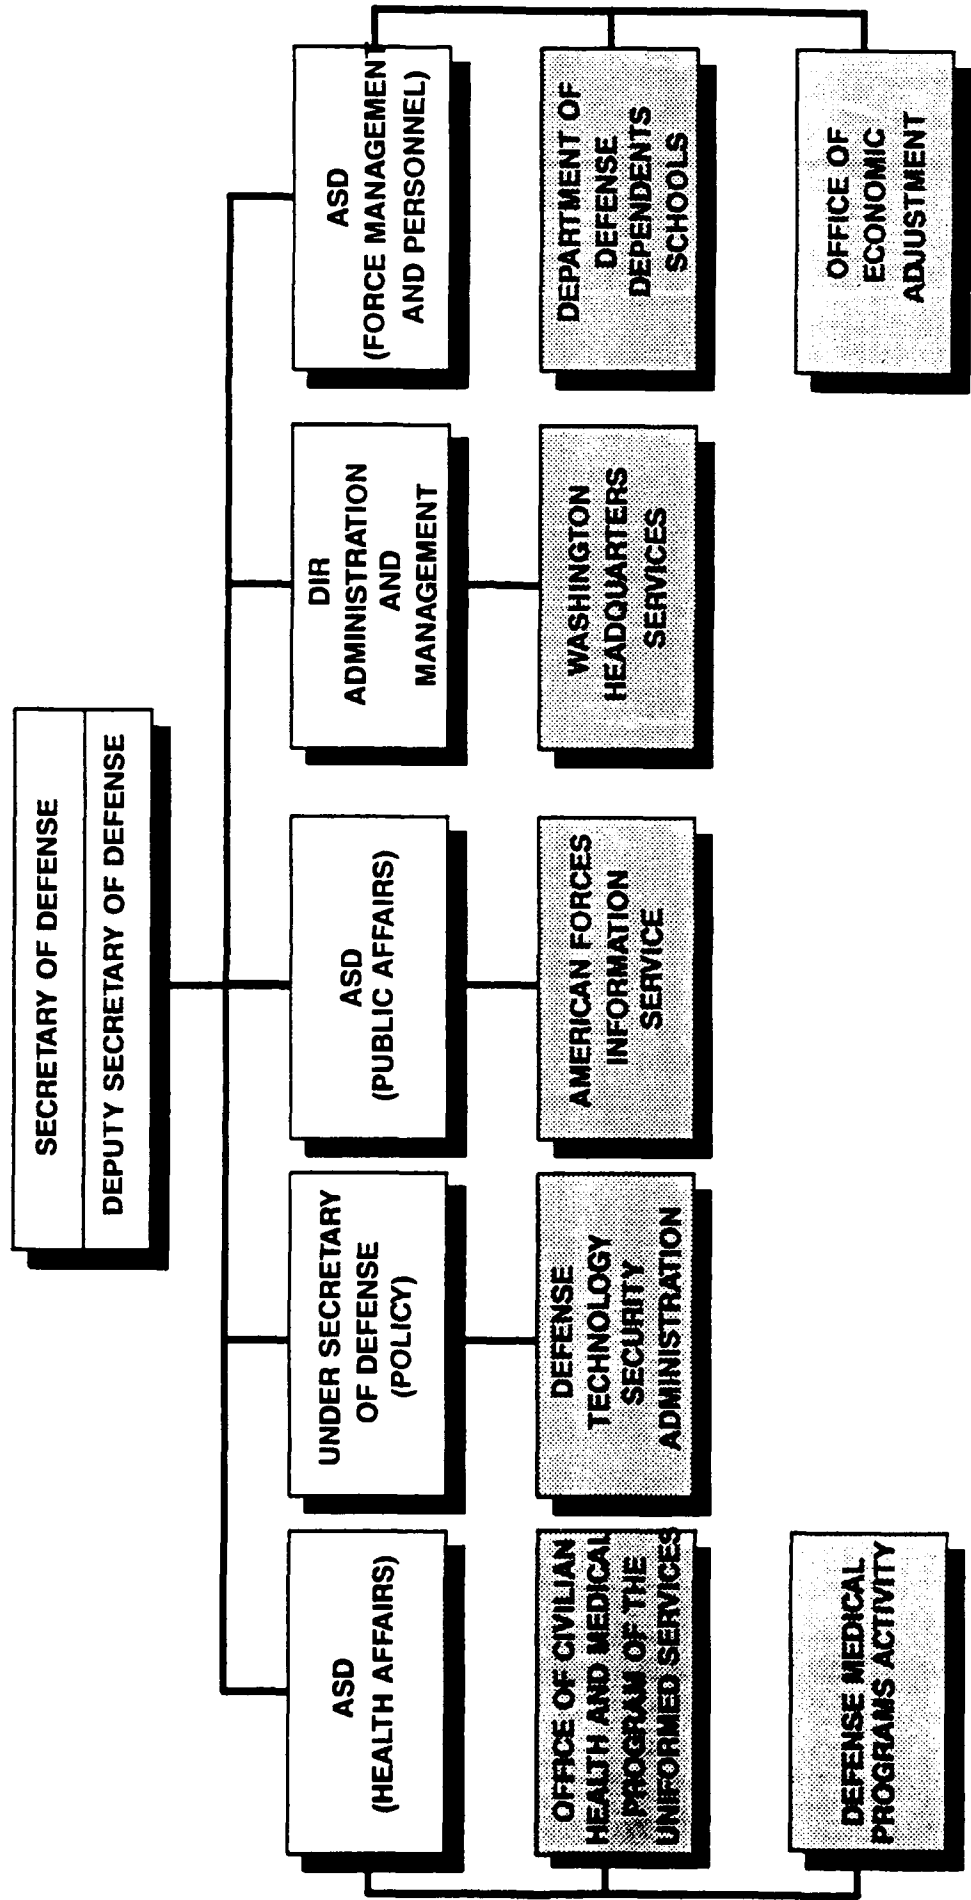 SECRETARY OF DEFENSE
DEPUTY SECRETARY OF DEFENSE
ASD
(HEALTH AFFAIRS)
UNDER SECRETARY
OF DEFENSE
(POLICY)
ASD
(PUBLIC AFFAIRS)
DIR
ADMINISTRATION
AND
MANAGEMENT
ASD
(FORCE MANAGEMENT
AND PERSONNEL)
OFFICE OF CIVILIAN
HEALTH AND MEDICAL
PROGRAM OF THE
UNIFORMED SERVICES
DEFENSE
TECHNOLOGY
SECURITY
ADMINISTRATION
AMERICAN FORCES
INFORMATION
SERVICE
WASHINGTON
HEADQUARTERS
SERVICES
DEPARTMENT OF
DEFENSE
DEPENDENTS
SCHOOLS
DEFENSE MEDICAL
PROGRAMS ACTIVITY
OFFICE OF
ECONOMIC
ADJUSTMENT